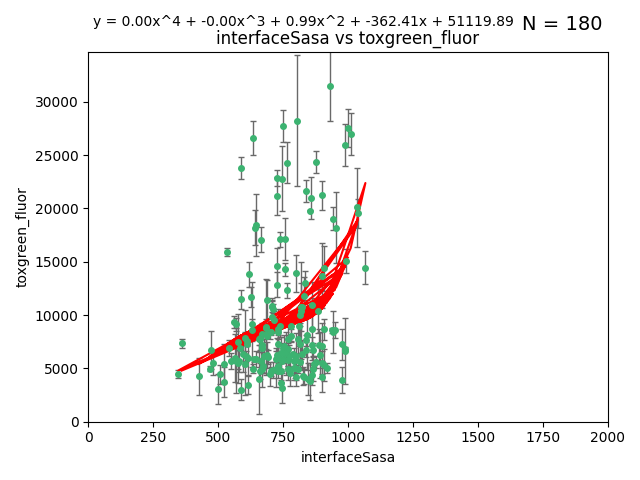 y = 0.00x^4 + -0.00x^3 + 0.99x^2 + -362.41x + 51119.89
N = 180
interfaceSasa vs toxgreen_fluor
30000
25000
20000
15000
10000
5000
0
toxgreen_fluor
0 250 500 750 1000 1250 1500 1750 2000
interfaceSasa